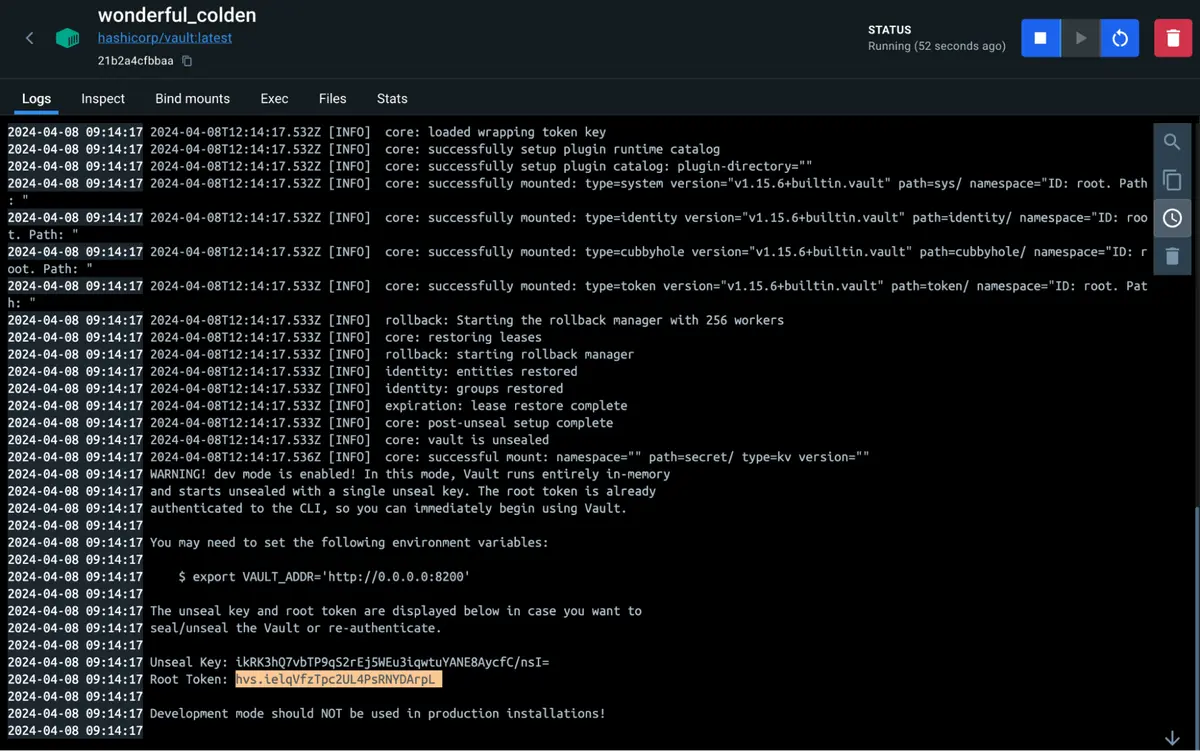 wonderful_colden
hashicorp/vault:latest
21b2a4cfbbaa
STATUS
Running (52 seconds ago)
Logs Inspect Bind mounts Exec Files Stats
2024-04-08 09:14:17 2024-04-08T12:14:17.532Z [INFO]  core: loaded wrapping token key
2024-04-08 09:14:17 2024-04-08T12:14:17.532Z [INFO]  core: successfully setup plugin runtime catalog
2024-04-08 09:14:17 2024-04-08T12:14:17.532Z [INFO]  core: successfully setup plugin catalog: plugin-directory=""
2024-04-08 09:14:17 2024-04-08T12:14:17.532Z [INFO]  core: successfully mounted: type=system version="v1.15.6+builtin.vault" path=sys/ namespace="ID: root. Path
: "
2024-04-08 09:14:17 2024-04-08T12:14:17.532Z [INFO]  core: successfully mounted: type=identity version="v1.15.6+builtin.vault" path=identity/ namespace="ID: roo
t. Path: "
2024-04-08 09:14:17 2024-04-08T12:14:17.532Z [INFO]  core: successfully mounted: type=cubbyhole version="v1.15.6+builtin.vault" path=cubbyhole/ namespace="ID: r
oot. Path: "
2024-04-08 09:14:17 2024-04-08T12:14:17.533Z [INFO]  core: successfully mounted: type=token version="v1.15.6+builtin.vault" path=token/ namespace="ID: root. Pat
h: "
2024-04-08 09:14:17 2024-04-08T12:14:17.533Z [INFO]  rollback: Starting the rollback manager with 256 workers
2024-04-08 09:14:17 2024-04-08T12:14:17.533Z [INFO]  core: restoring leases
2024-04-08 09:14:17 2024-04-08T12:14:17.533Z [INFO]  rollback: starting rollback manager
2024-04-08 09:14:17 2024-04-08T12:14:17.533Z [INFO]  identity: entities restored
2024-04-08 09:14:17 2024-04-08T12:14:17.533Z [INFO]  identity: groups restored
2024-04-08 09:14:17 2024-04-08T12:14:17.533Z [INFO]  expiration: lease restore complete
2024-04-08 09:14:17 2024-04-08T12:14:17.533Z [INFO]  core: post-unseal setup complete
2024-04-08 09:14:17 2024-04-08T12:14:17.533Z [INFO]  core: vault is unsealed
2024-04-08 09:14:17 2024-04-08T12:14:17.536Z [INFO]  core: successful mount: namespace="" path=secret/ type=kv version=""
2024-04-08 09:14:17 WARNING! dev mode is enabled! In this mode, Vault runs entirely in-memory
2024-04-08 09:14:17 and starts unsealed with a single unseal key. The root token is already
2024-04-08 09:14:17 authenticated to the CLI, so you can immediately begin using Vault.
2024-04-08 09:14:17
2024-04-08 09:14:17 You may need to set the following environment variables:
2024-04-08 09:14:17
2024-04-08 09:14:17     $ export VAULT_ADDR='http://0.0.0.0:8200'
2024-04-08 09:14:17
2024-04-08 09:14:17 The unseal key and root token are displayed below in case you want to
2024-04-08 09:14:17 seal/unseal the Vault or re-authenticate.
2024-04-08 09:14:17
2024-04-08 09:14:17 Unseal Key: ikRK3hQ7vbTP9qS2rEj5WEu3iqwtuYANE8AycfC/nsI=
2024-04-08 09:14:17 Root Token: hvs.ielqVfzTpc2UL4PsRNYDArpL
2024-04-08 09:14:17
2024-04-08 09:14:17 Development mode should NOT be used in production installations!
2024-04-08 09:14:17